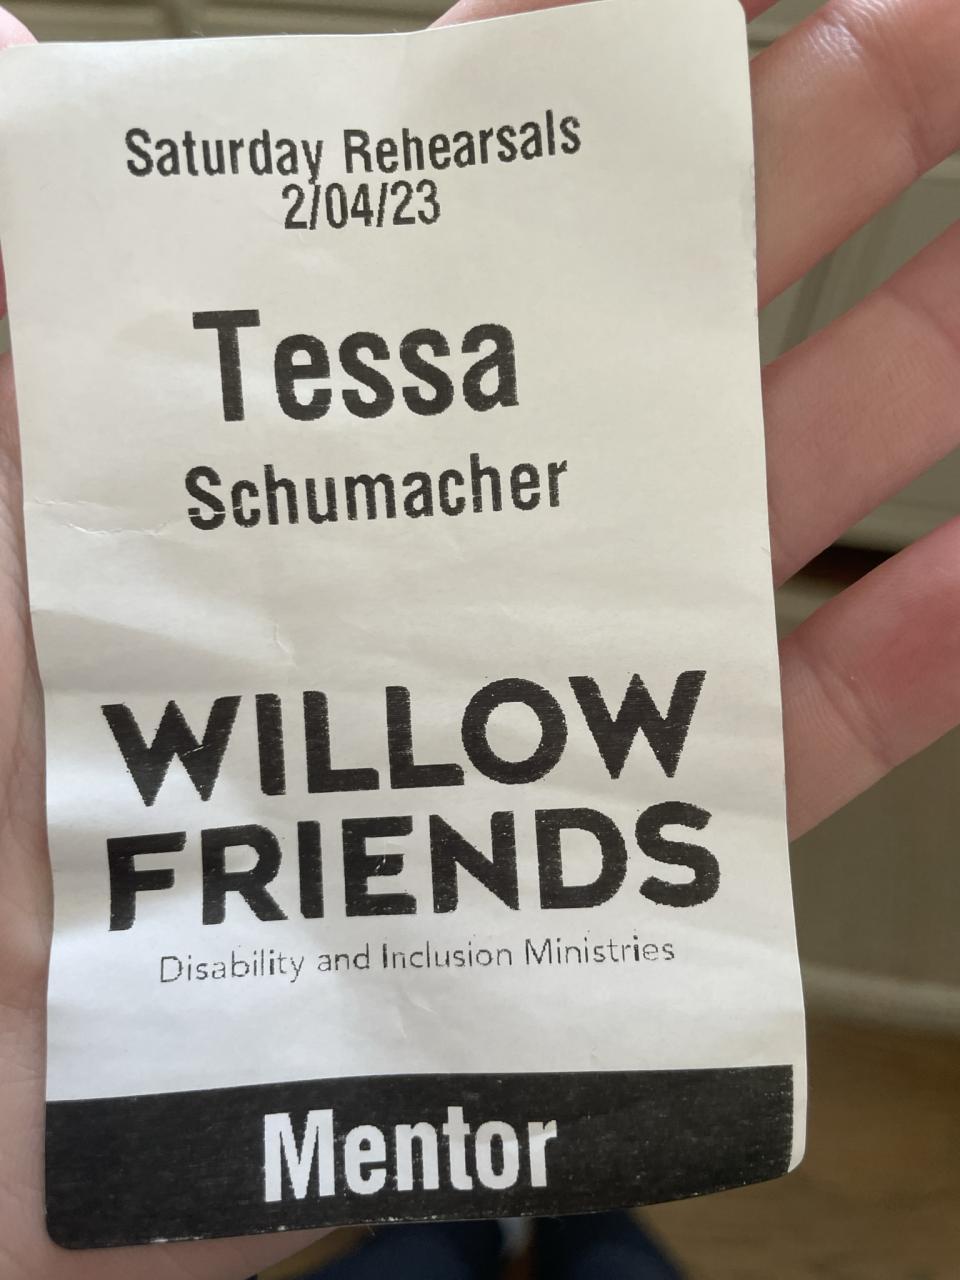 Saturday Rehearsals
2/04/23
Tessa
Schumacher
WILLOW
FRIENDS
Disability and Inclusion Ministries
Mentor